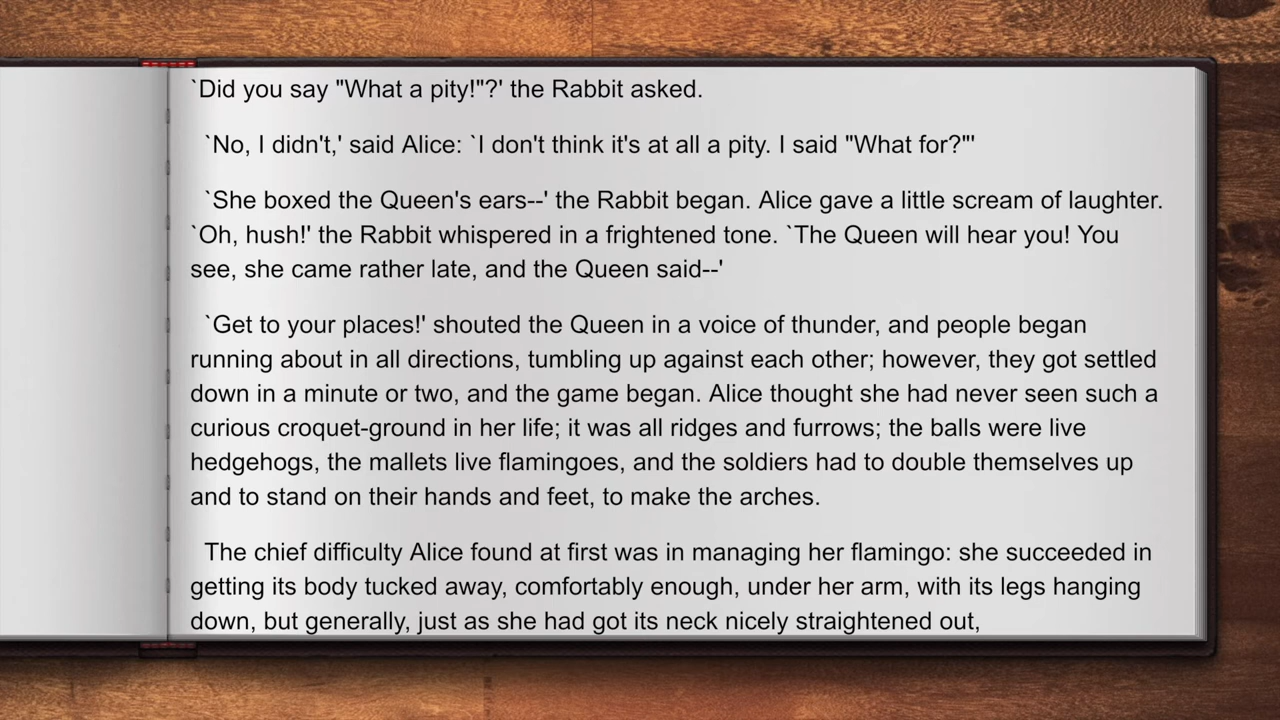 `Did you say "What a pity!"?' the Rabbit asked.
`No, I didn't,' said Alice: `I don't think it's at all a pity. I said "What for?"'
`She boxed the Queen's ears--' the Rabbit began. Alice gave a little scream of laughter.
`Oh, hush!' the Rabbit whispered in a frightened tone. `The Queen will hear you! You
see, she came rather late, and the Queen said--'
`Get to your places!' shouted the Queen in a voice of thunder, and people began
running about in all directions, tumbling up against each other; however, they got settled
down in a minute or two, and the game began. Alice thought she had never seen such a
curious croquet-ground in her life; it was all ridges and furrows; the balls were live
hedgehogs, the mallets live flamingoes, and the soldiers had to double themselves up
and to stand on their hands and feet, to make the arches.
The chief difficulty Alice found at first was in managing her flamingo: she succeeded in
getting its body tucked away, comfortably enough, under her arm, with its legs hanging
down, but generally, just as she had got its neck nicely straightened out,